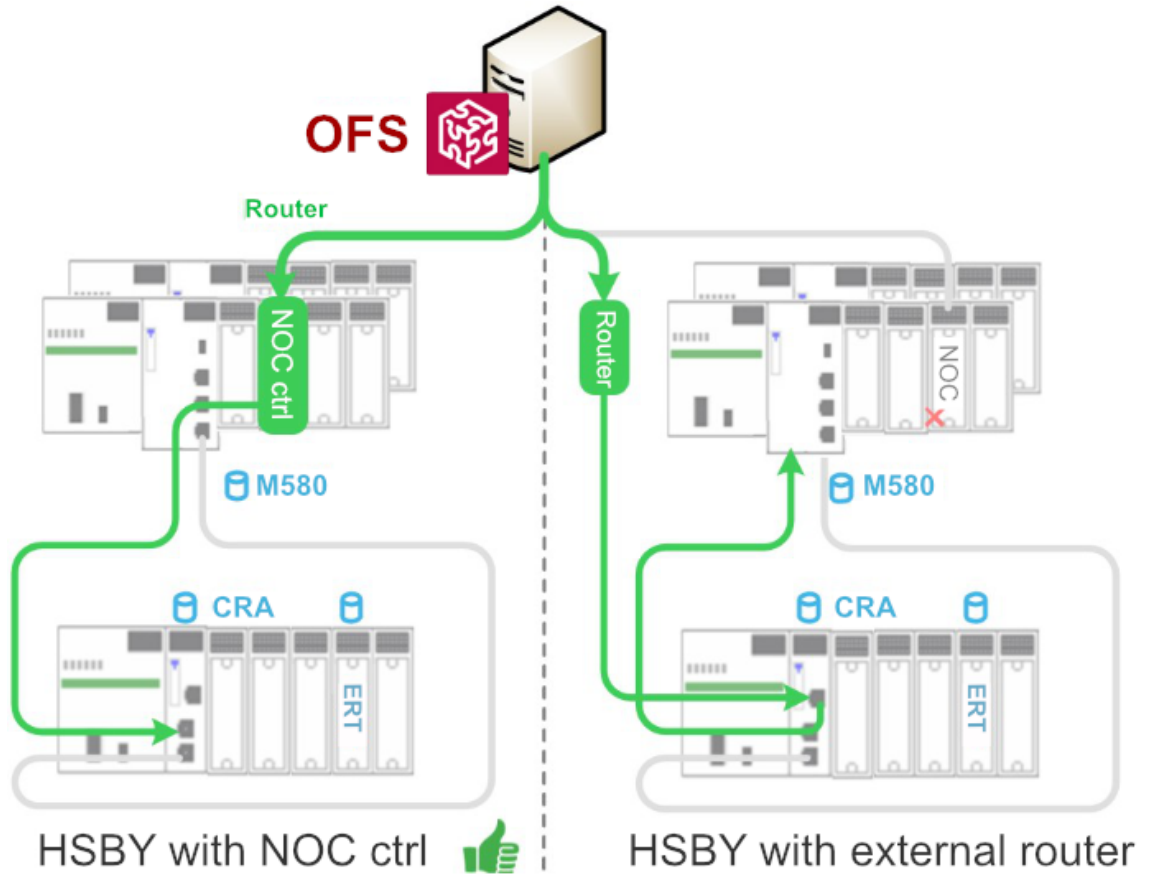 OFS
Router
NOC ctrl
Router
NOC
M580
M580
CRA
CRA
ERT
ERT
HSBY with NOC ctrl
HSBY with external router